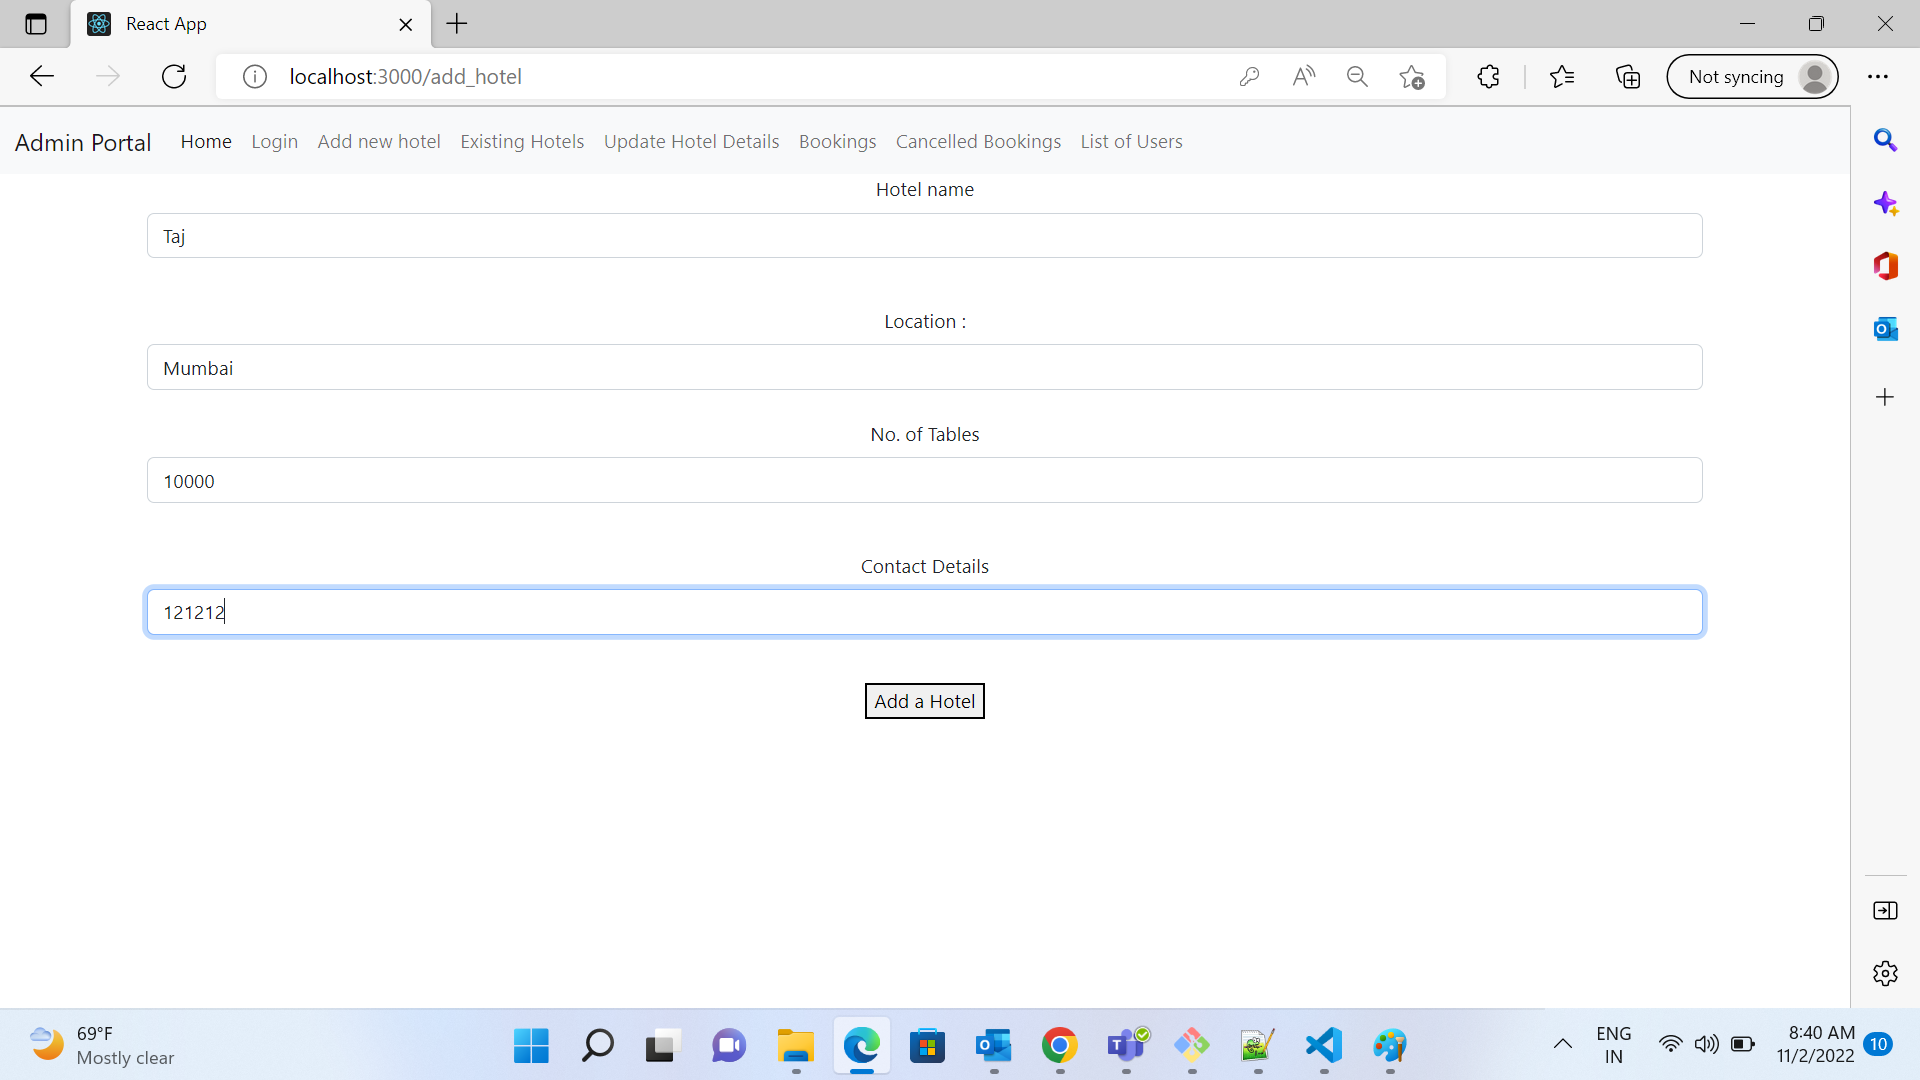 React App
localhost:3000/add_hotel
Not syncing
Admin Portal Home Login Add new hotel Existing Hotels Update Hotel Details Bookings Cancelled Bookings List of Users
Hotel name
Taj
Location :
Mumbai
No. of Tables
10000
Contact Details
121212
Add a Hotel
69°F
Mostly clear
ENG
IN
8:40 AM
11/2/2022
10